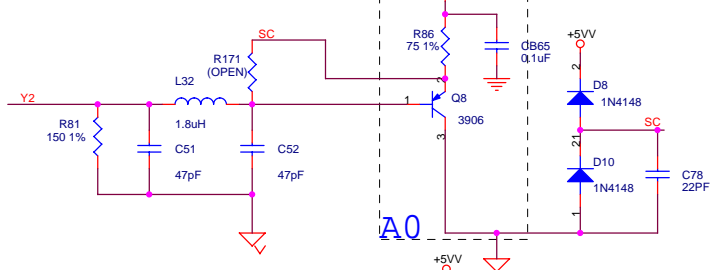 R86
75 1%
CB65
0.1uF
+5VV
SC
R171
(OPEN)
2
2
D8
1N4148
L32
Y2
1
Q8
3906
SC
R81
150 1%
1.8uH
21
C51
C52
3
D10
1N4148
C78
22PF
47pF
47pF
1
A0
+5VV